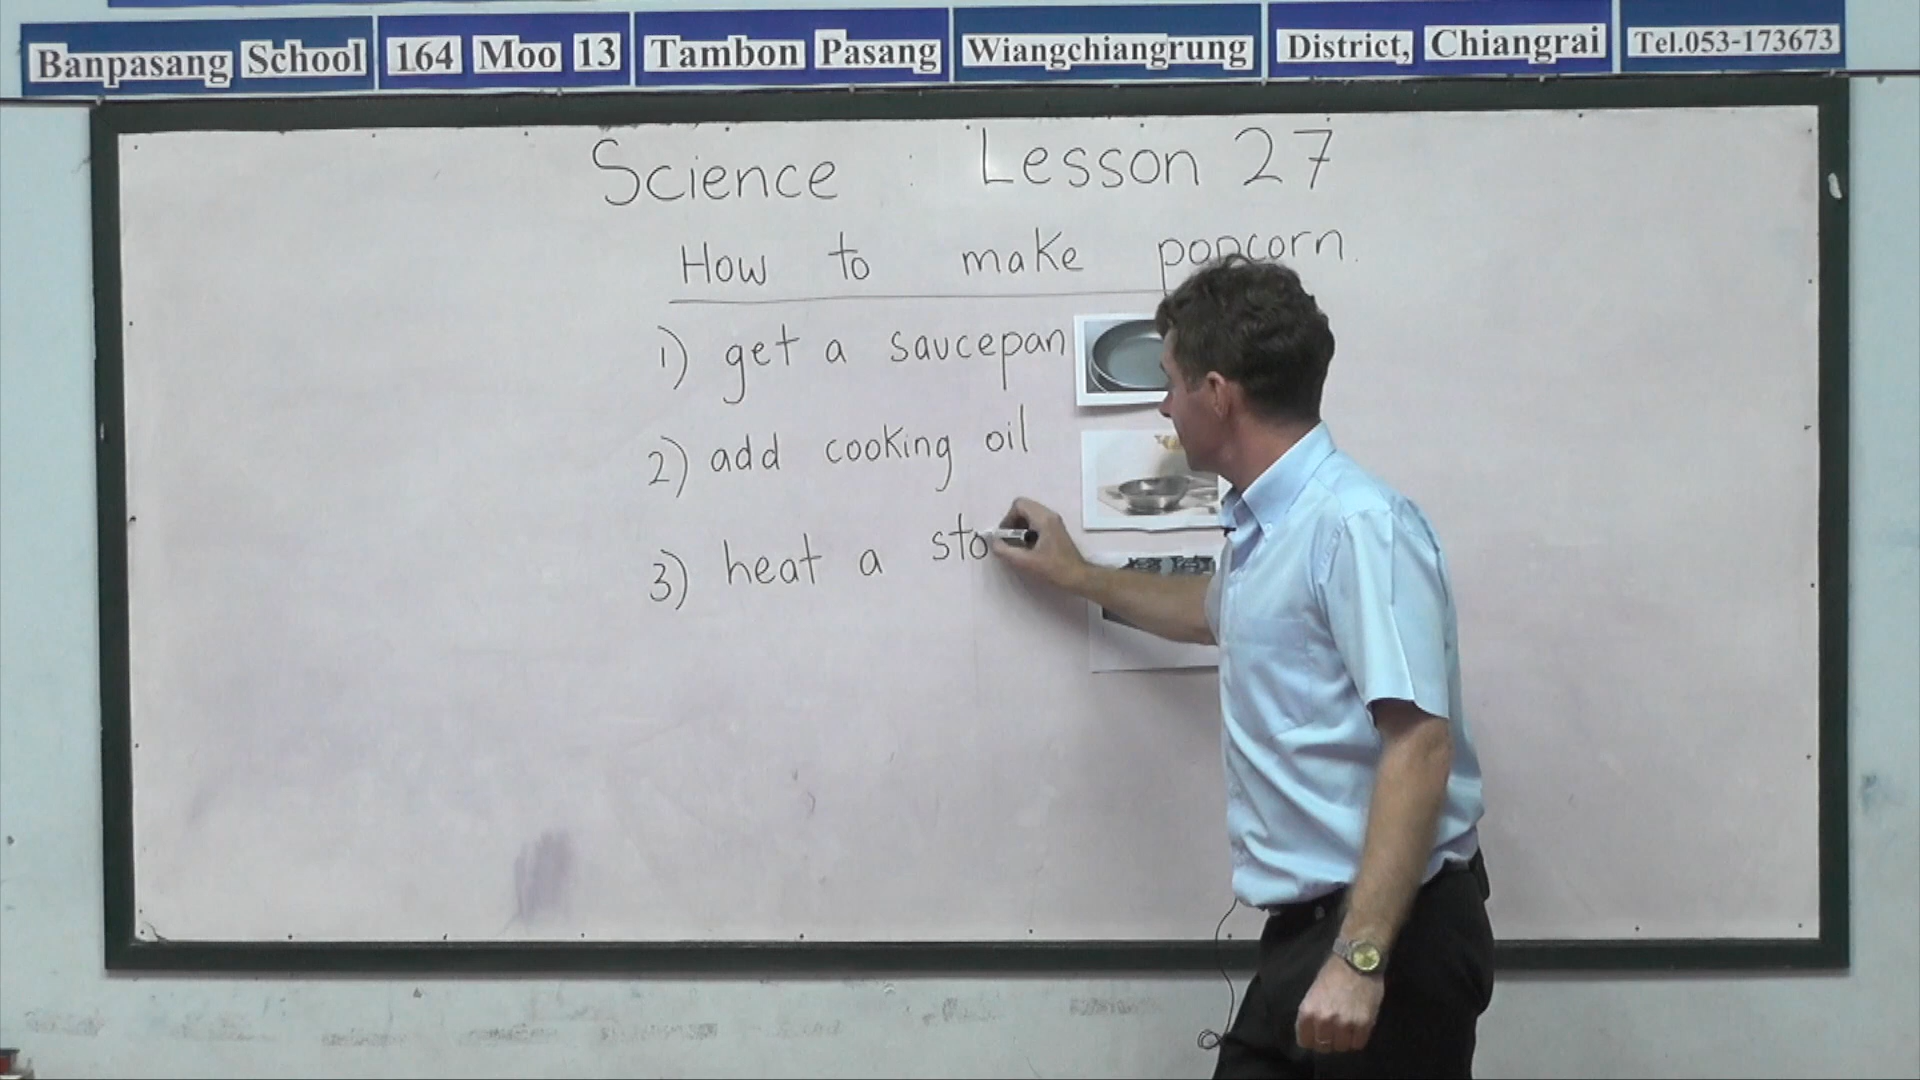 Banpasang School 164 Moo 13 Tambon Pasang Wiangchiangrung District, Chiangrai Tel.053-173673
Science : Lesson 27
How to make popcorn.
1) get a saucepan
2) add cooking oil
3) heat a sto